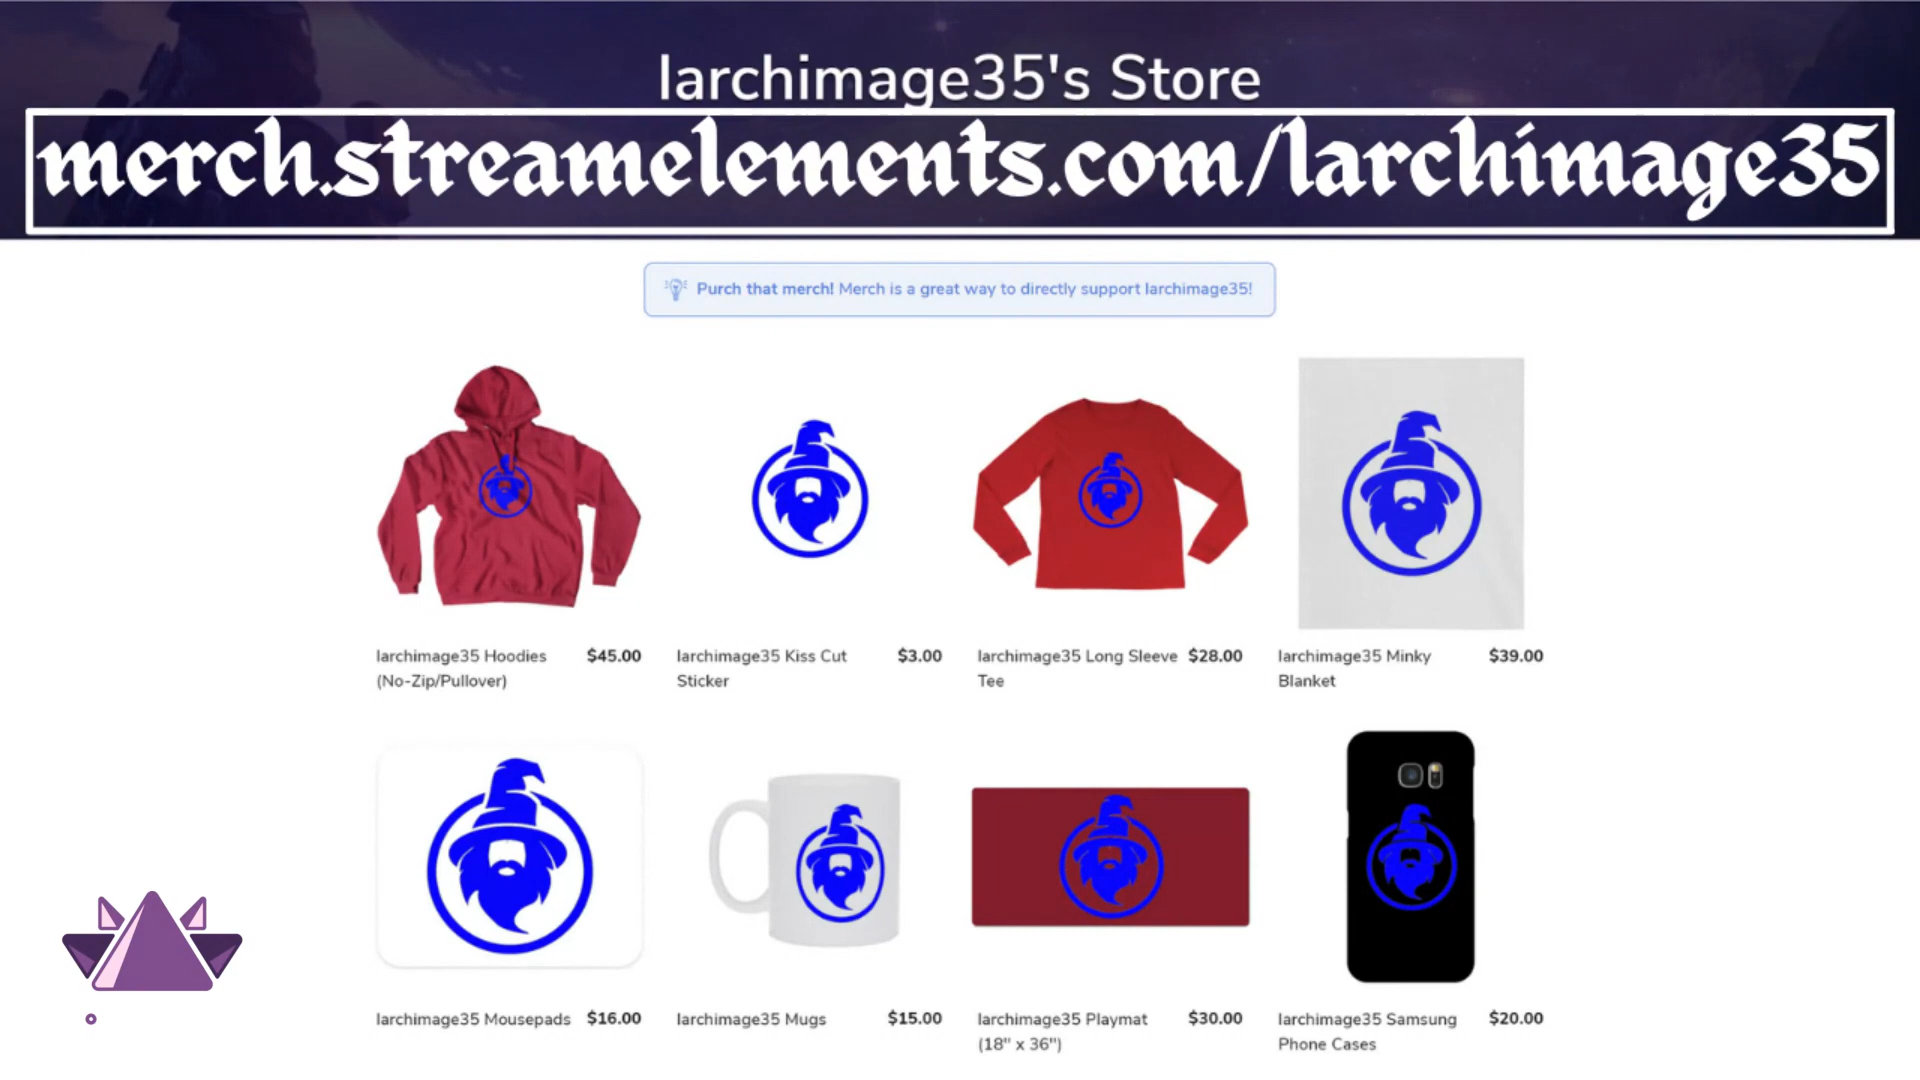 larchimage35's Store
merch.streamelements.com/larchimage35
Purch that merch! Merch is a great way to directly support larchimage35!
larchimage35 Hoodies $45.00
(No-Zip/Pullover)
larchimage35 Kiss Cut $3.00
Sticker
larchimage35 Long Sleeve $28.00
Tee
larchimage35 Minky $39.00
Blanket
larchimage35 Mousepads $16.00
larchimage35 Mugs $15.00
larchimage35 Playmat $30.00
(18" x 36")
larchimage35 Samsung $20.00
Phone Cases